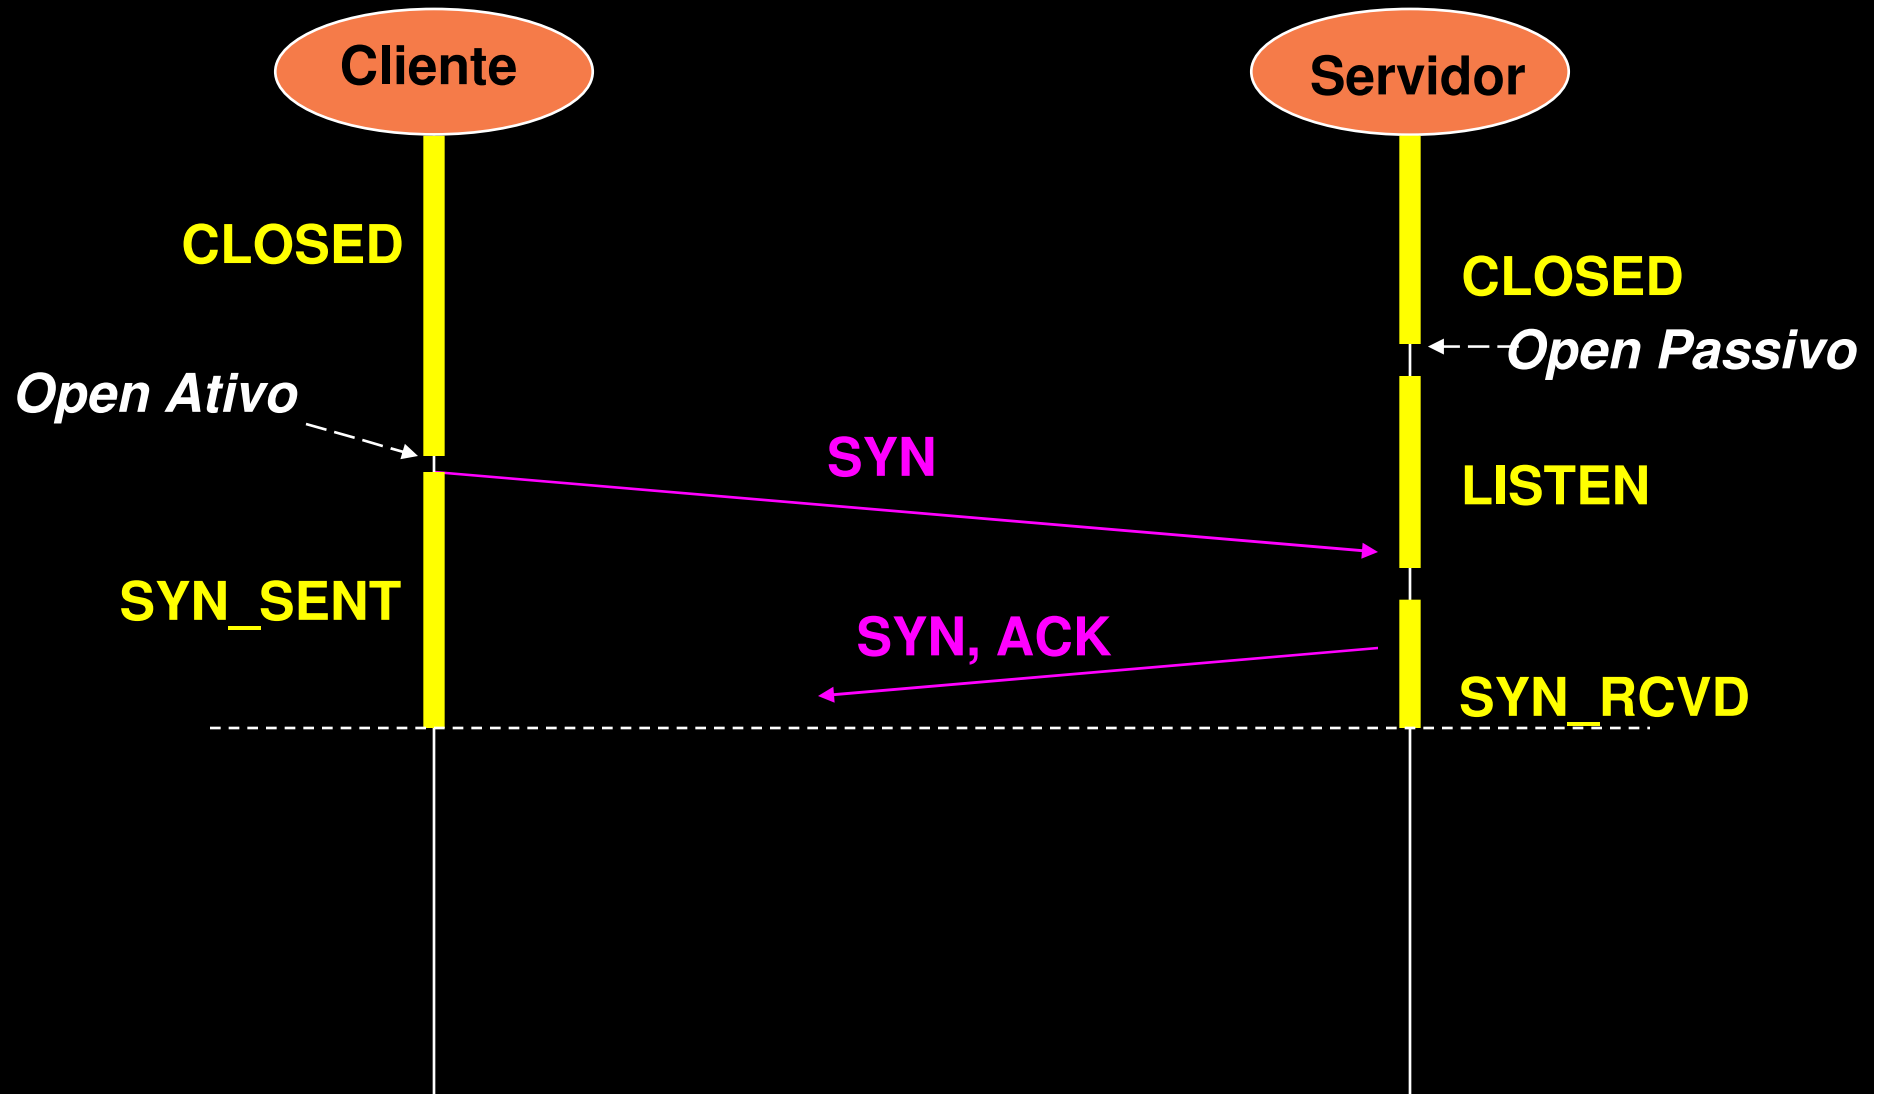 Cliente
Servidor
CLOSED
CLOSED
Open Passivo
Open Ativo
SYN
LISTEN
SYN_SENT
SYN, ACK
SYN_RCVD